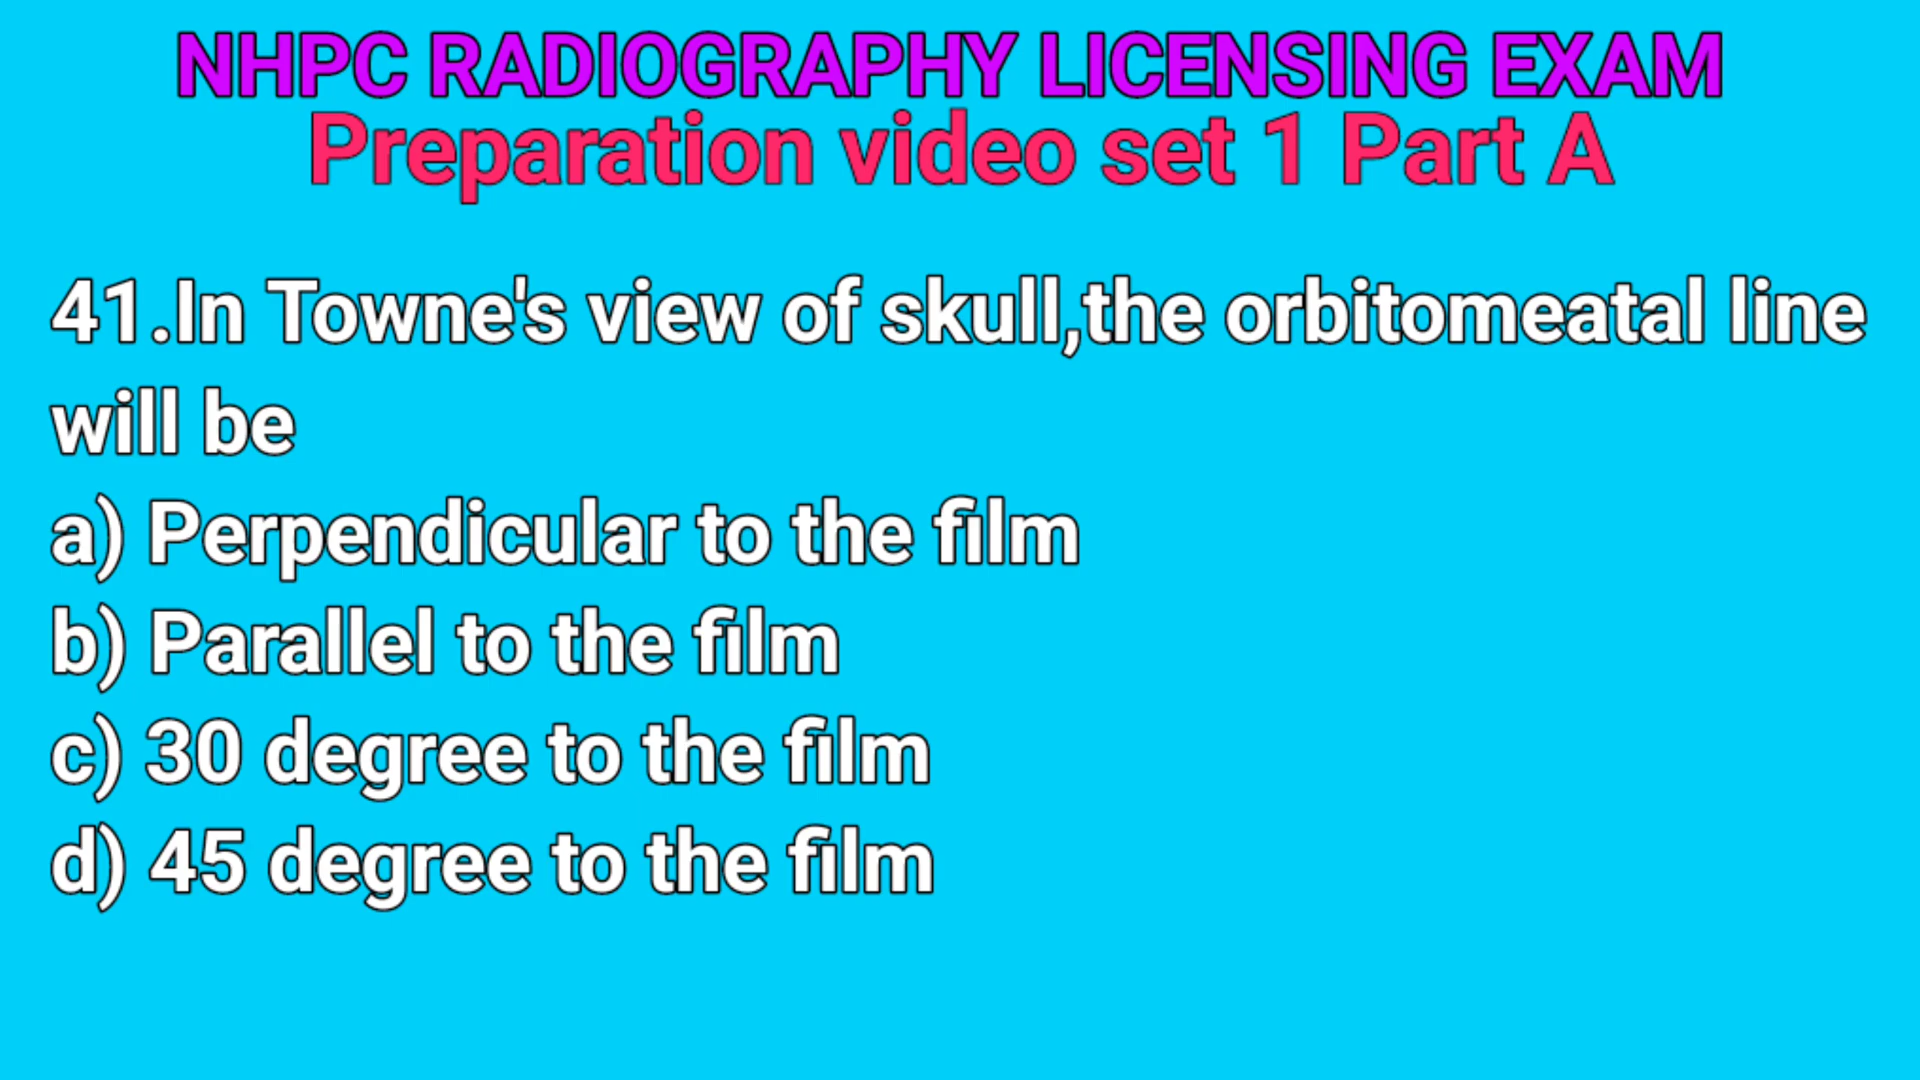 NHPC RADIOGRAPHY LICENSING EXAM
Preparation video set 1 Part A
41.In Towne's view of skull,the orbitomeatal line
will be
a) Perpendicular to the film
b) Parallel to the film
c) 30 degree to the film
d) 45 degree to the film